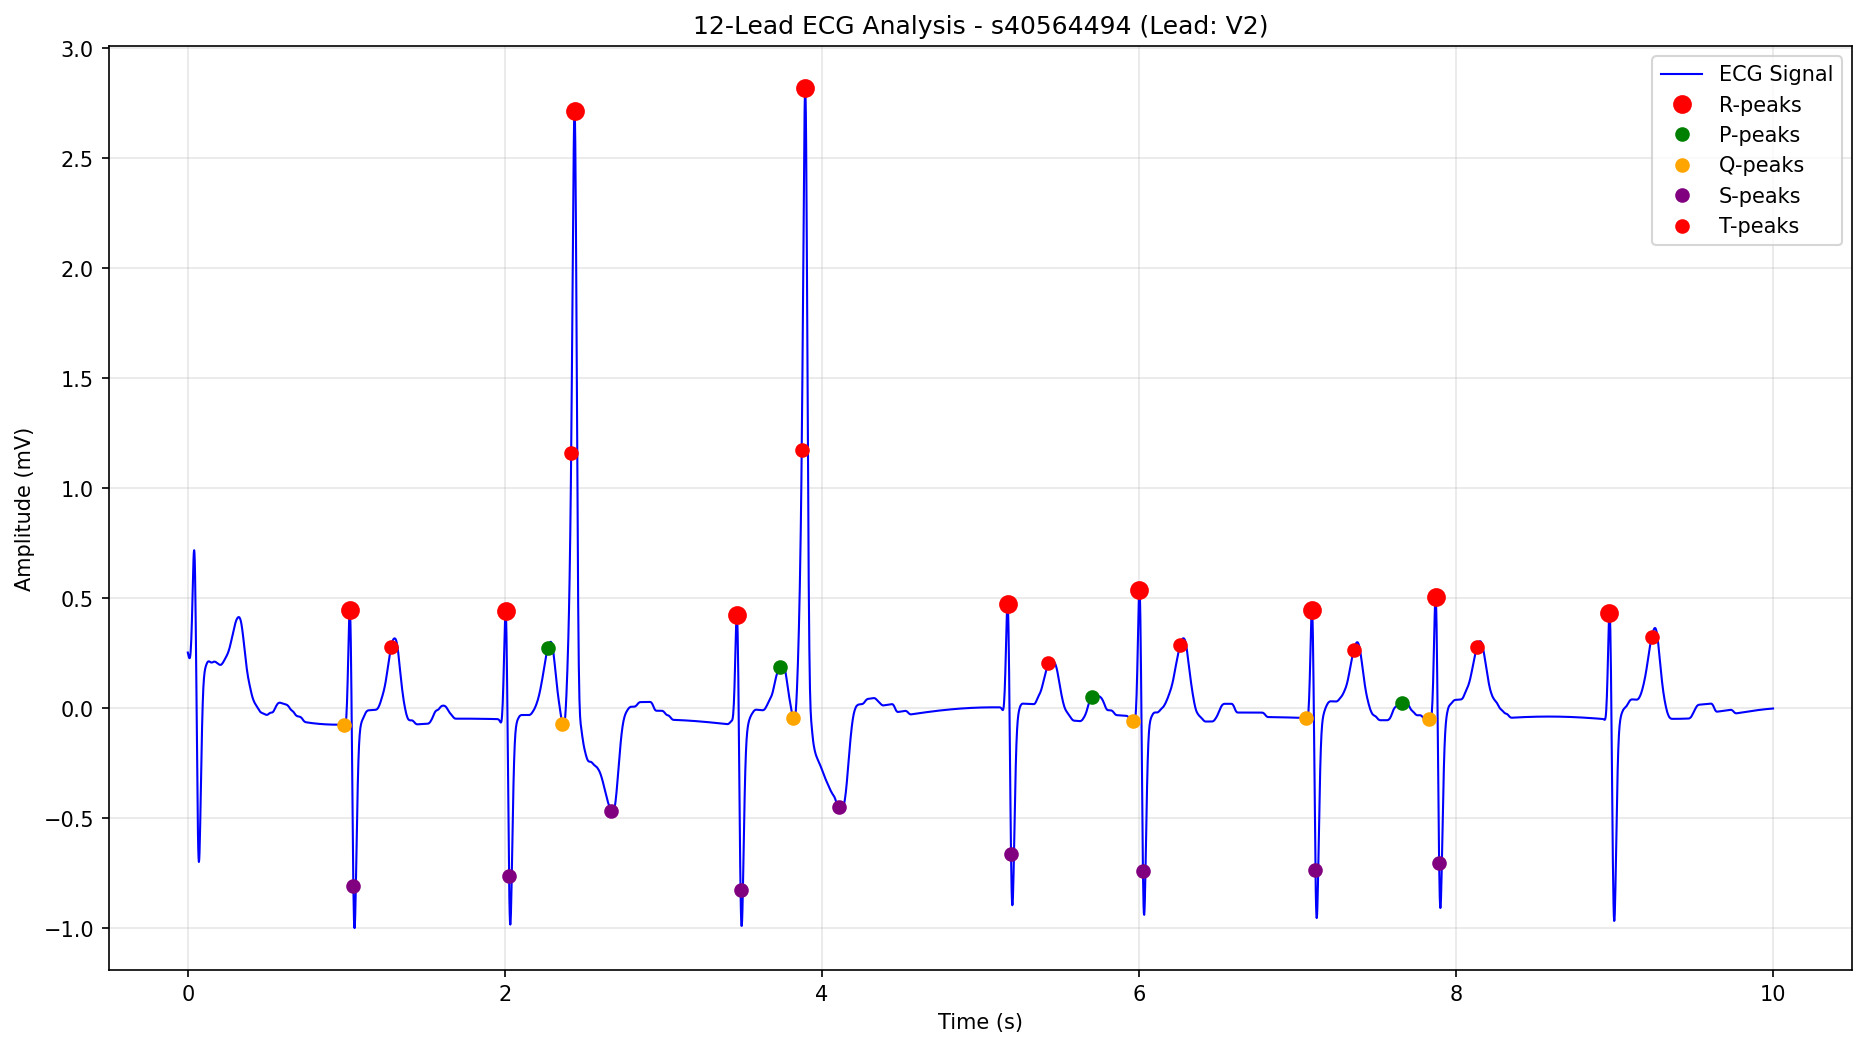 12-Lead ECG Analysis - s40564494 (Lead: V2)
ECG Signal
R-peaks
P-peaks
Q-peaks
S-peaks
T-peaks
Amplitude (mV)
3.0
2.5
2.0
1.5
1.0
0.5
0.0
−0.5
−1.0
0 2 4 6 8 10
Time (s)